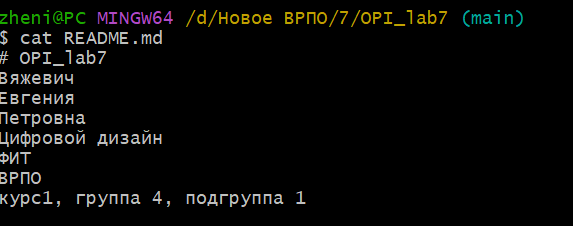 zheni@PC MINGW64 /d/Новое ВРПО/7/OPI_lab7 (main)
$ cat README.md
# OPI_lab7
Вяжевич
Евгения
Петровна
Цифровой дизайн
ФИТ
ВРПО
курс1, группа 4, подгруппа 1